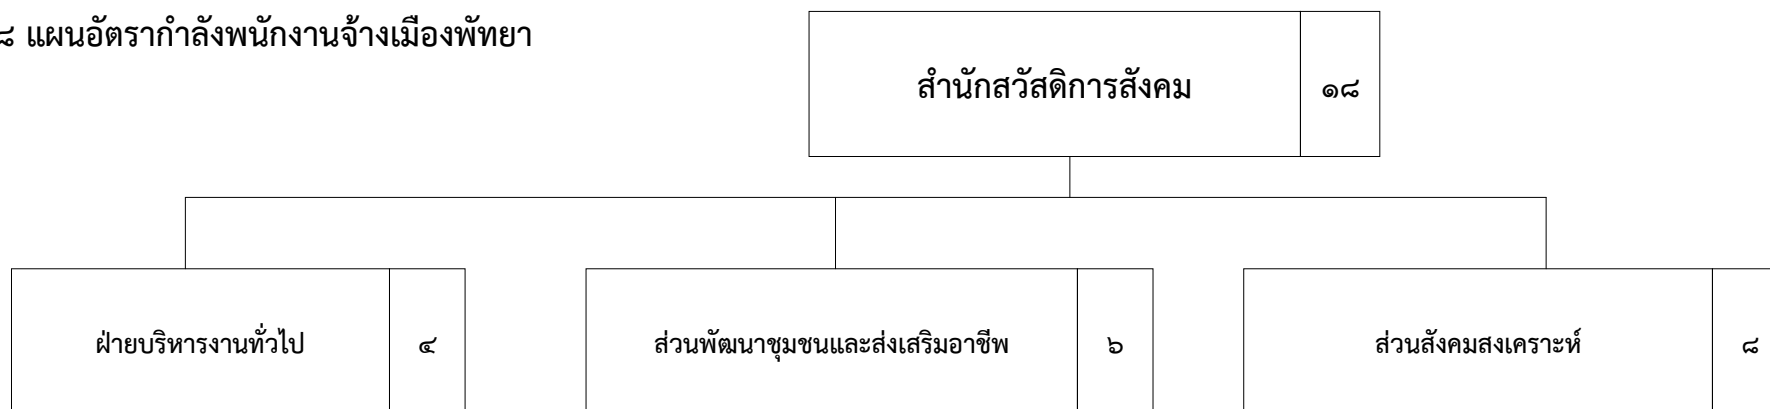 ๘ แผนอัตรากำลังพนักงานจ้างเมืองพัทยา
สำนักสวัสดิการสังคม ๑๘
ฝ่ายบริหารงานทั่วไป ๔ ส่วนพัฒนาชุมชนและส่งเสริมอาชีพ ๖ ส่วนสังคมสงเคราะห์ ๘